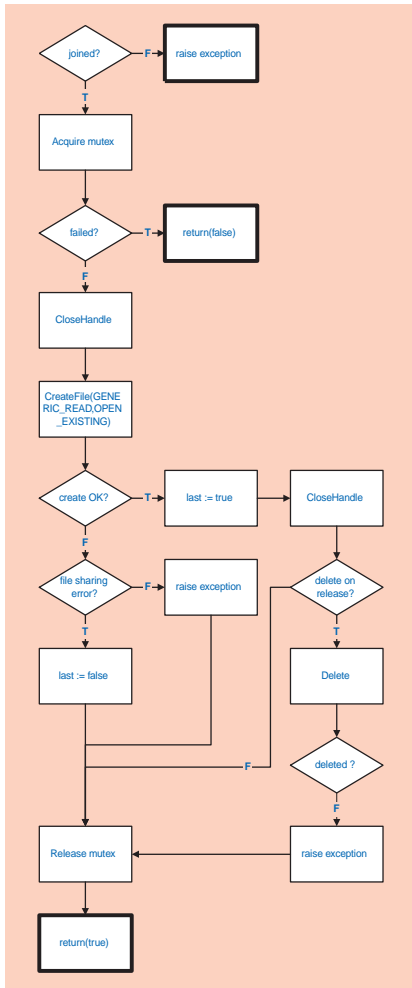 joined?
F
raise exception
T
Acquire mutex
failed?
T
return(false)
F
CloseHandle
CreateFile(GENE
RIC_READ,OPEN
_EXISTING)
create OK?
T
last := true
CloseHandle
F
file sharing
error?
F
raise exception
delete on
release?
T
T
last := false
Delete
F
deleted ?
F
Release mutex
raise exception
return(true)